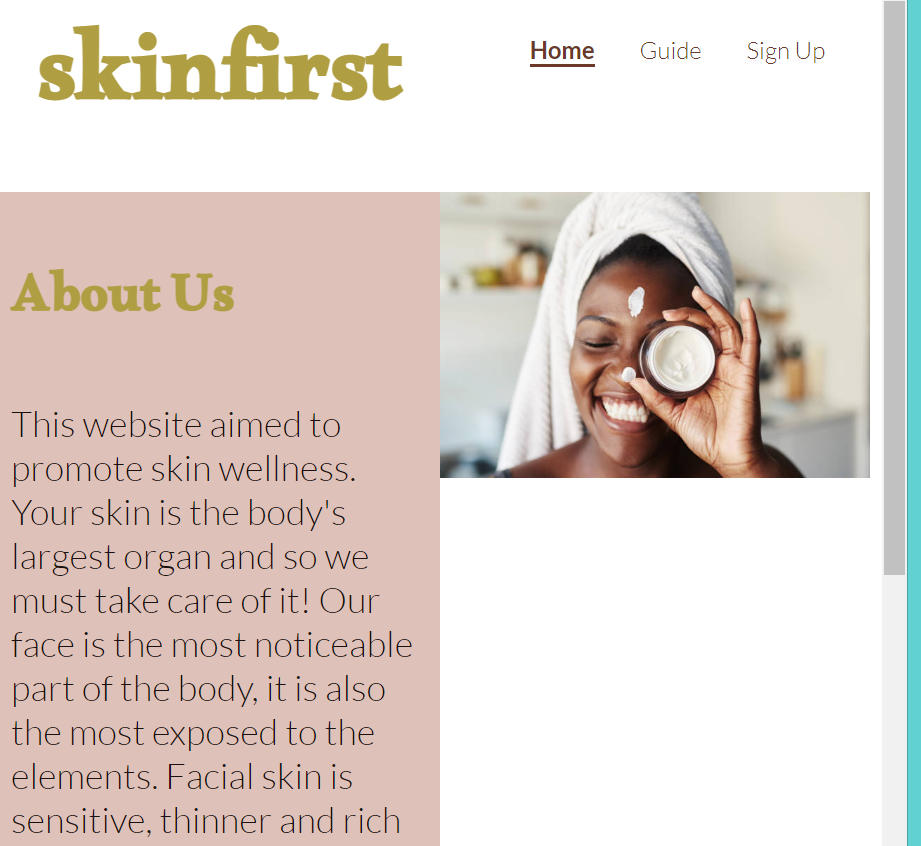 skinfirst
Home Guide Sign Up
About Us
This website aimed to
promote skin wellness.
Your skin is the body's
largest organ and so we
must take care of it! Our
face is the most noticeable
part of the body, it is also
the most exposed to the
elements. Facial skin is
sensitive, thinner and rich